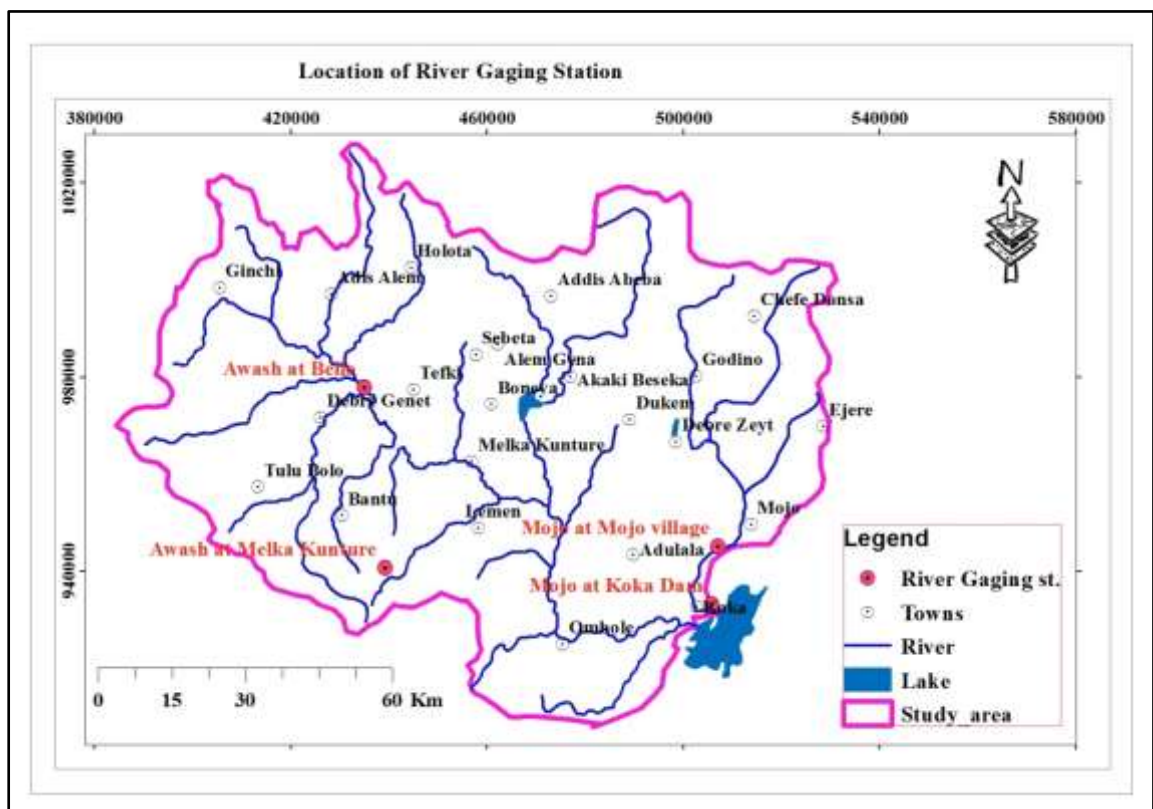 Location of River Gaging Station
380000 420000 460000 500000 540000 580000
1020000
980000
940000
N
Holota
Ginchi
Adis Alem
Addis Abeba
Chefe Donsa
Sebeta
Alem Gena
Godino
Awash at Bello
Tefki
Boneya
Akaki Beseka
Debre Genet
Dukem
Ejere
Debre Zeyt
Melka Kunture
Tulu Bolo
Bantu
Lemen
Mojo at Mojo village
Mojo
Awash at Melka Kunture
Adulala
Mojo at Koka Dam
Koka
Ombole
0 15 30 60 Km
Legend
River Gaging st.
Towns
River
Lake
Study_area